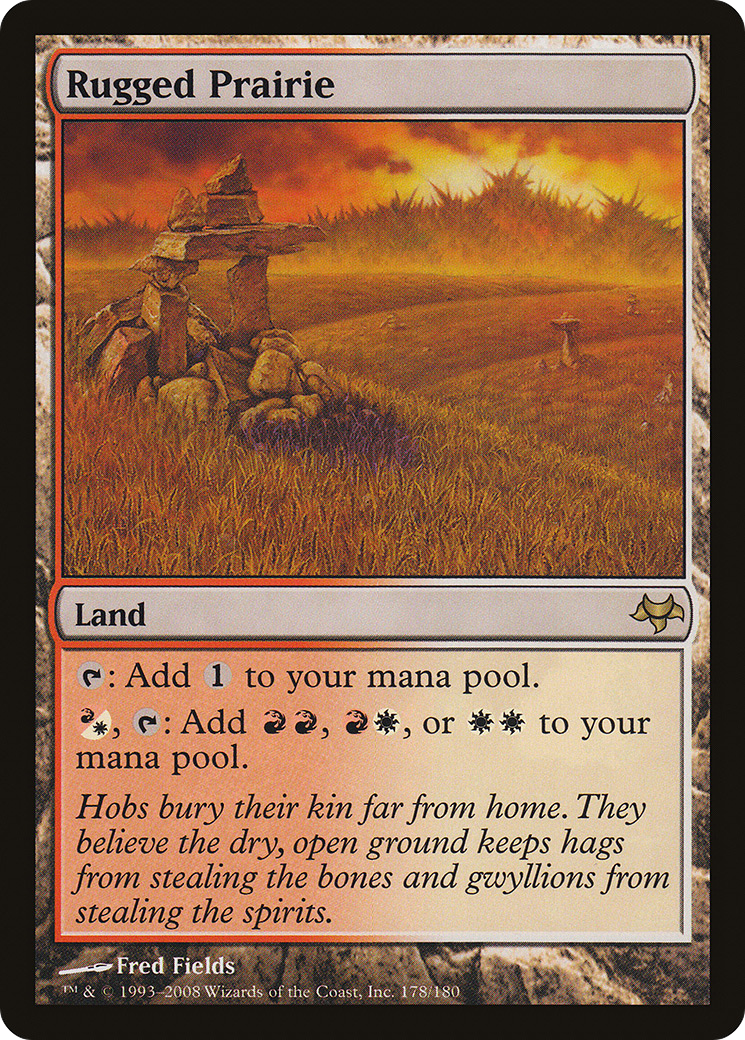 Rugged Prairie
Land
: Add 1 to your mana pool.
, : Add , , or to your
mana pool.
Hobs bury their kin far from home. They
believe the dry, open ground keeps hags
from stealing the bones and gwyllions from
stealing the spirits.
Fred Fields
™ & © 1993–2008 Wizards of the Coast, Inc. 178/180